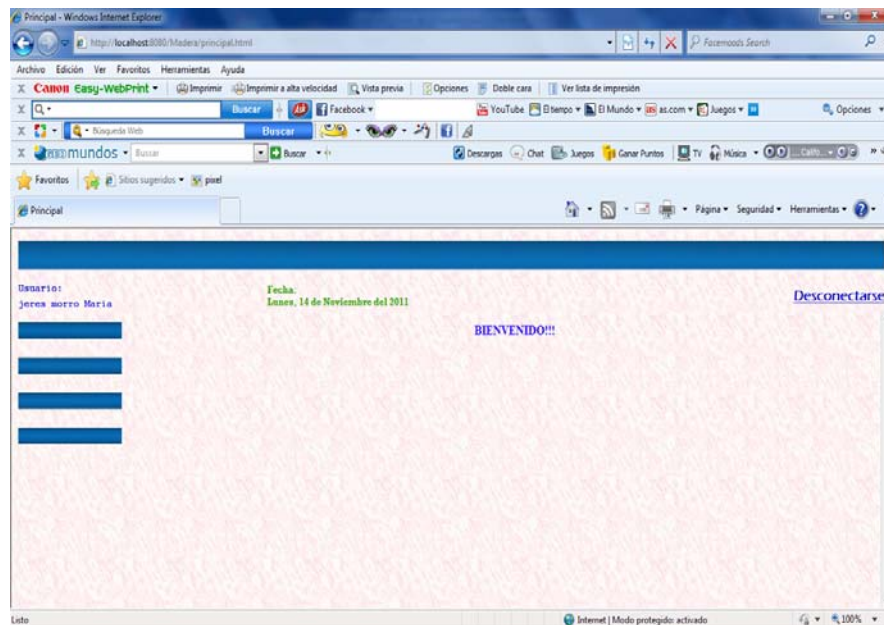 Principal - Windows Internet Explorer
http://localhost:8080/Madera/principal.html
Facemoods Search
Archivo Edición Ver Favoritos Herramientas Ayuda
X Canon Easy-WebPrint Imprimir Imprimir a alta velocidad Vista previa Opciones Doble cara Ver lista de impresión
X Buscar Facebook YouTube El tiempo El Mundo as.com Juegos Opciones
X Búsqueda Web Buscar
X mundos Buscar Buscar Descargas Chat Juegos Ganar Puntos TV Música
Favoritos Sitios sugeridos pixel
Principal Página Seguridad Herramientas
Usuario: Fecha:
jeres morro Maria Lunes, 14 de Noviembre del 2011 Desconectarse
BIENVENIDO!!!
Listo Internet | Modo protegido: activado 100%